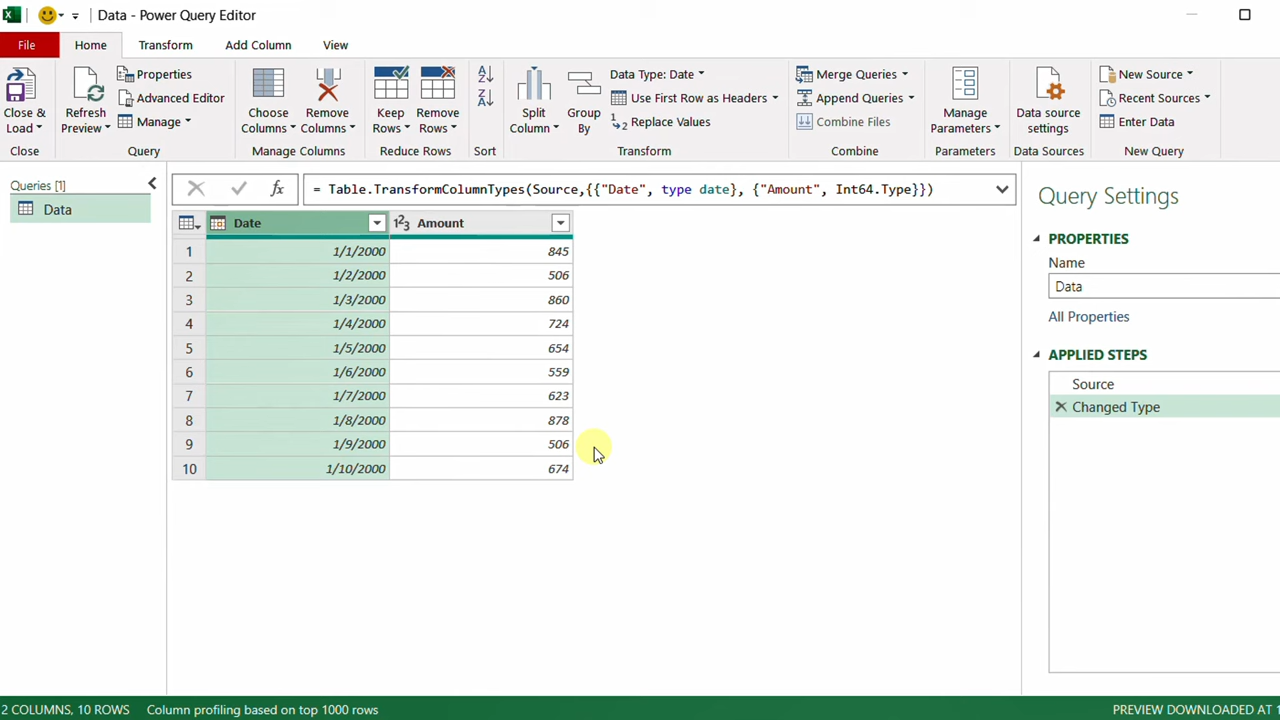 Data - Power Query Editor
File Home Transform Add Column View
Close & Load
Refresh Preview
Properties
Advanced Editor
Manage
Choose Columns
Remove Columns
Keep Rows
Remove Rows
Split Column
Group By
Data Type: Date
Use First Row as Headers
Replace Values
Merge Queries
Append Queries
Combine Files
Manage Parameters
Data source settings
New Source
Recent Sources
Enter Data
Close Query Manage Columns Reduce Rows Sort Transform Combine Parameters Data Sources New Query
Queries [1]
Data
fx = Table.TransformColumnTypes(Source,{{"Date", type date}, {"Amount", Int64.Type}})
Date 123 Amount
1 1/1/2000 845
2 1/2/2000 506
3 1/3/2000 860
4 1/4/2000 724
5 1/5/2000 654
6 1/6/2000 559
7 1/7/2000 623
8 1/8/2000 878
9 1/9/2000 506
10 1/10/2000 674
Query Settings
PROPERTIES
Name
Data
All Properties
APPLIED STEPS
Source
Changed Type
2 COLUMNS, 10 ROWS Column profiling based on top 1000 rows PREVIEW DOWNLOADED AT